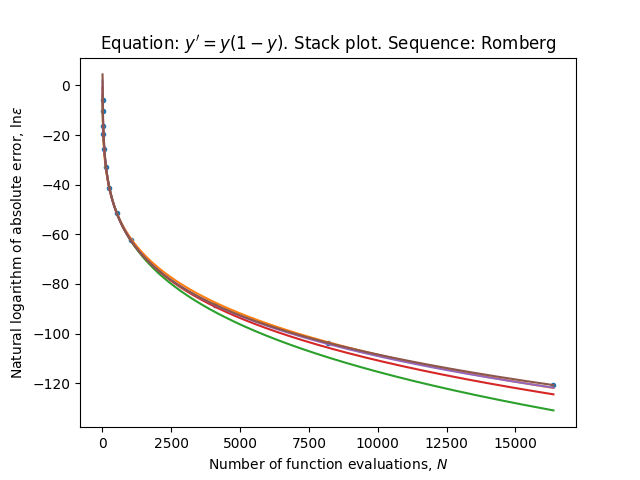 Equation: y′ = y(1 − y). Stack plot. Sequence: Romberg
Natural logarithm of absolute error, lnε
0
−20
−40
−60
−80
−100
−120
0 2500 5000 7500 10000 12500 15000
Number of function evaluations, N